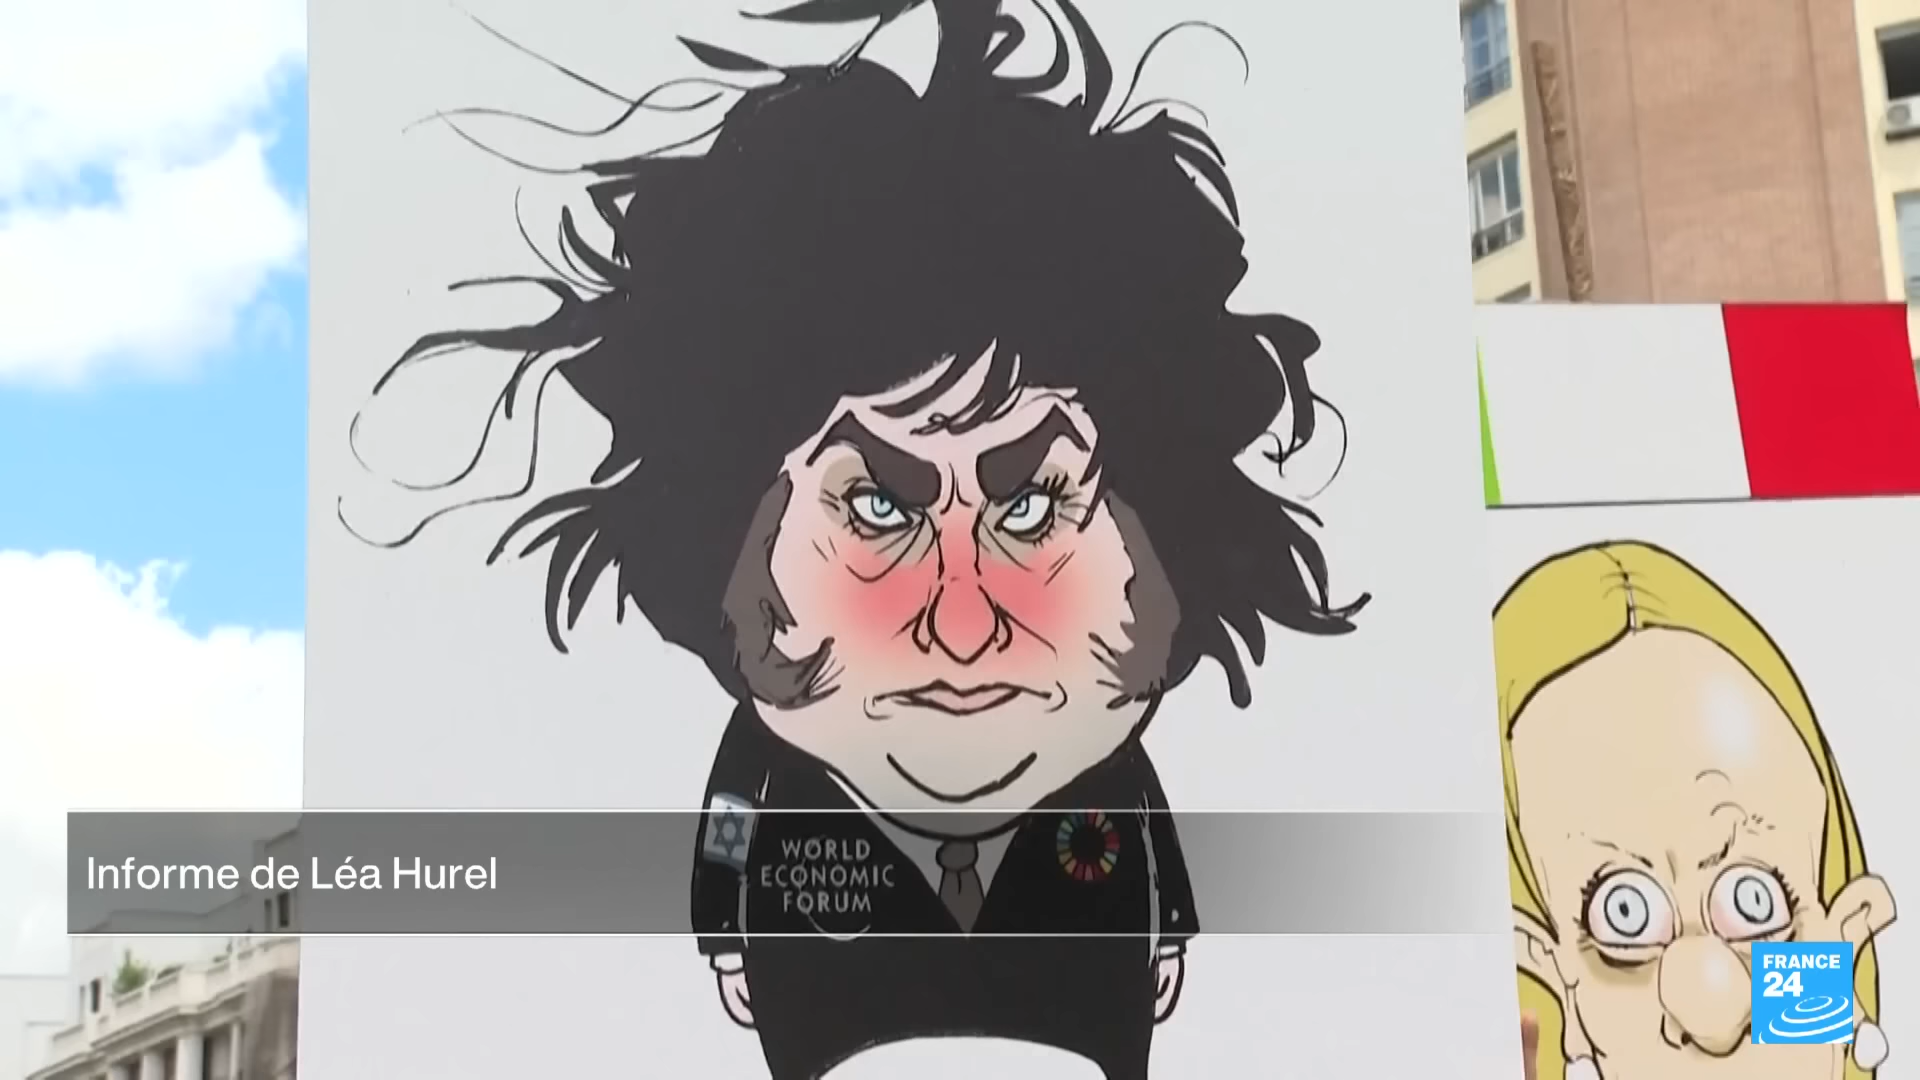 WORLD
ECONOMIC
FORUM
Informe de Léa Hurel
FRANCE
24